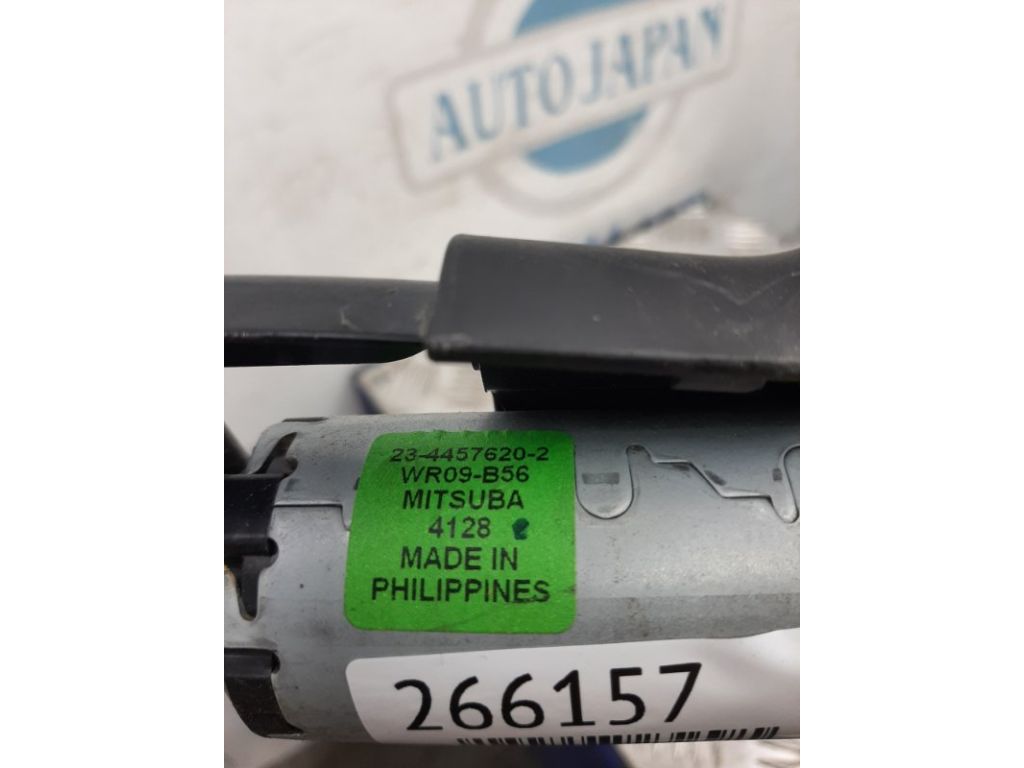 AUTO JAPAN
23-4457620-2
WR09-B56
MITSUBA
4128
MADE IN
PHILIPPINES
266157